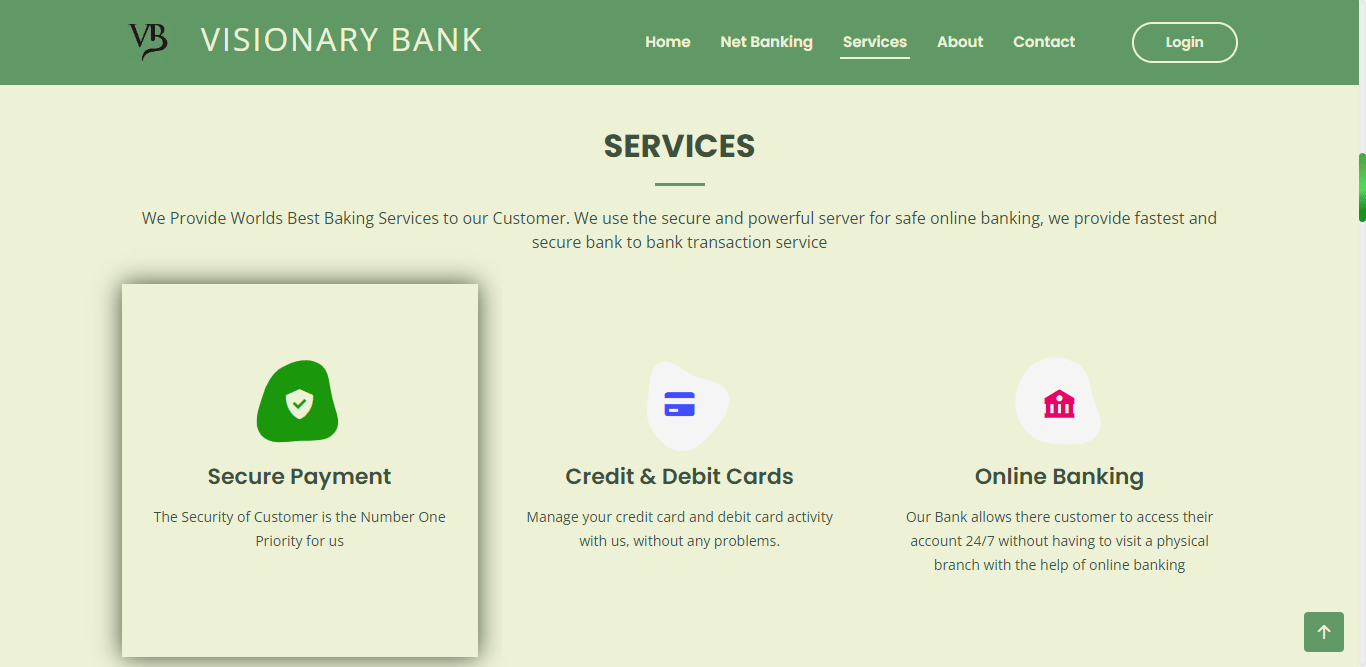 VB VISIONARY BANK
Home Net Banking Services About Contact Login
SERVICES
We Provide Worlds Best Baking Services to our Customer. We use the secure and powerful server for safe online banking, we provide fastest and
secure bank to bank transaction service
Secure Payment
The Security of Customer is the Number One
Priority for us
Credit & Debit Cards
Manage your credit card and debit card activity
with us, without any problems.
Online Banking
Our Bank allows there customer to access their
account 24/7 without having to visit a physical
branch with the help of online banking